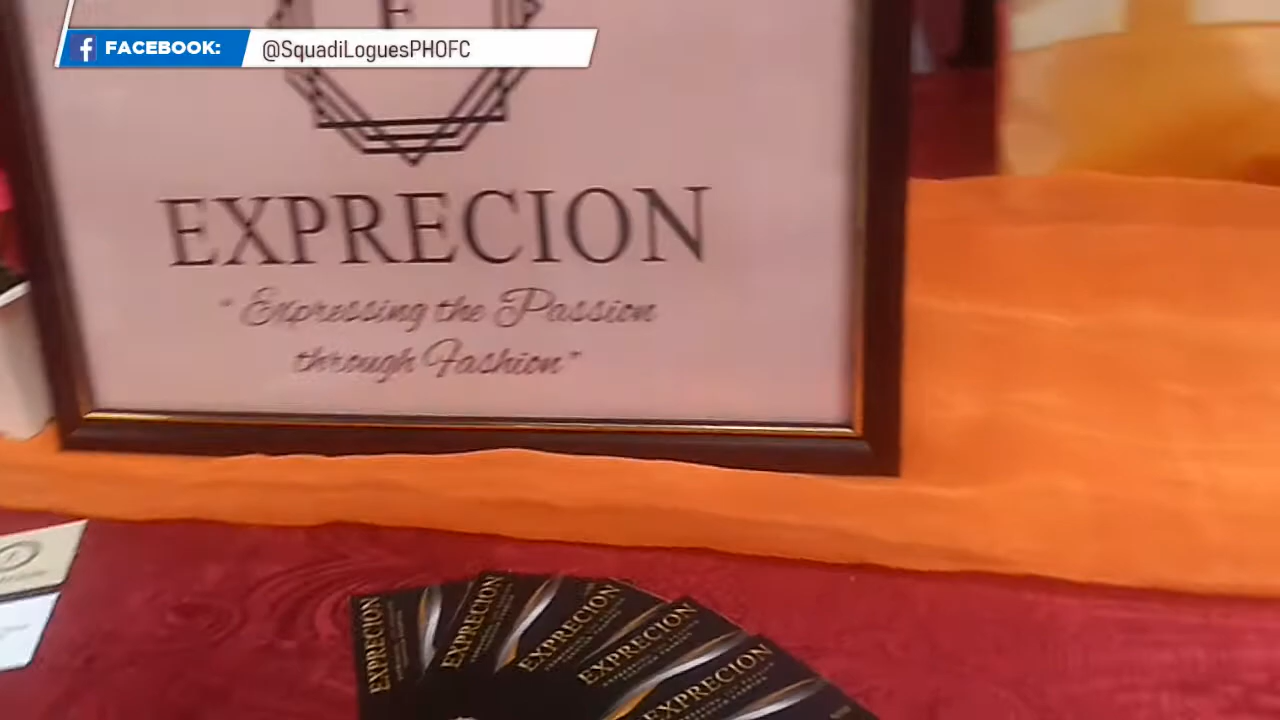 FACEBOOK: @SquadiLoguesPHOFC
E
EXPRECION
"Expressing the Passion
through Fashion"
EXPRECION
EXPRECION
EXPRECION
EXPRECION
EXPRECION